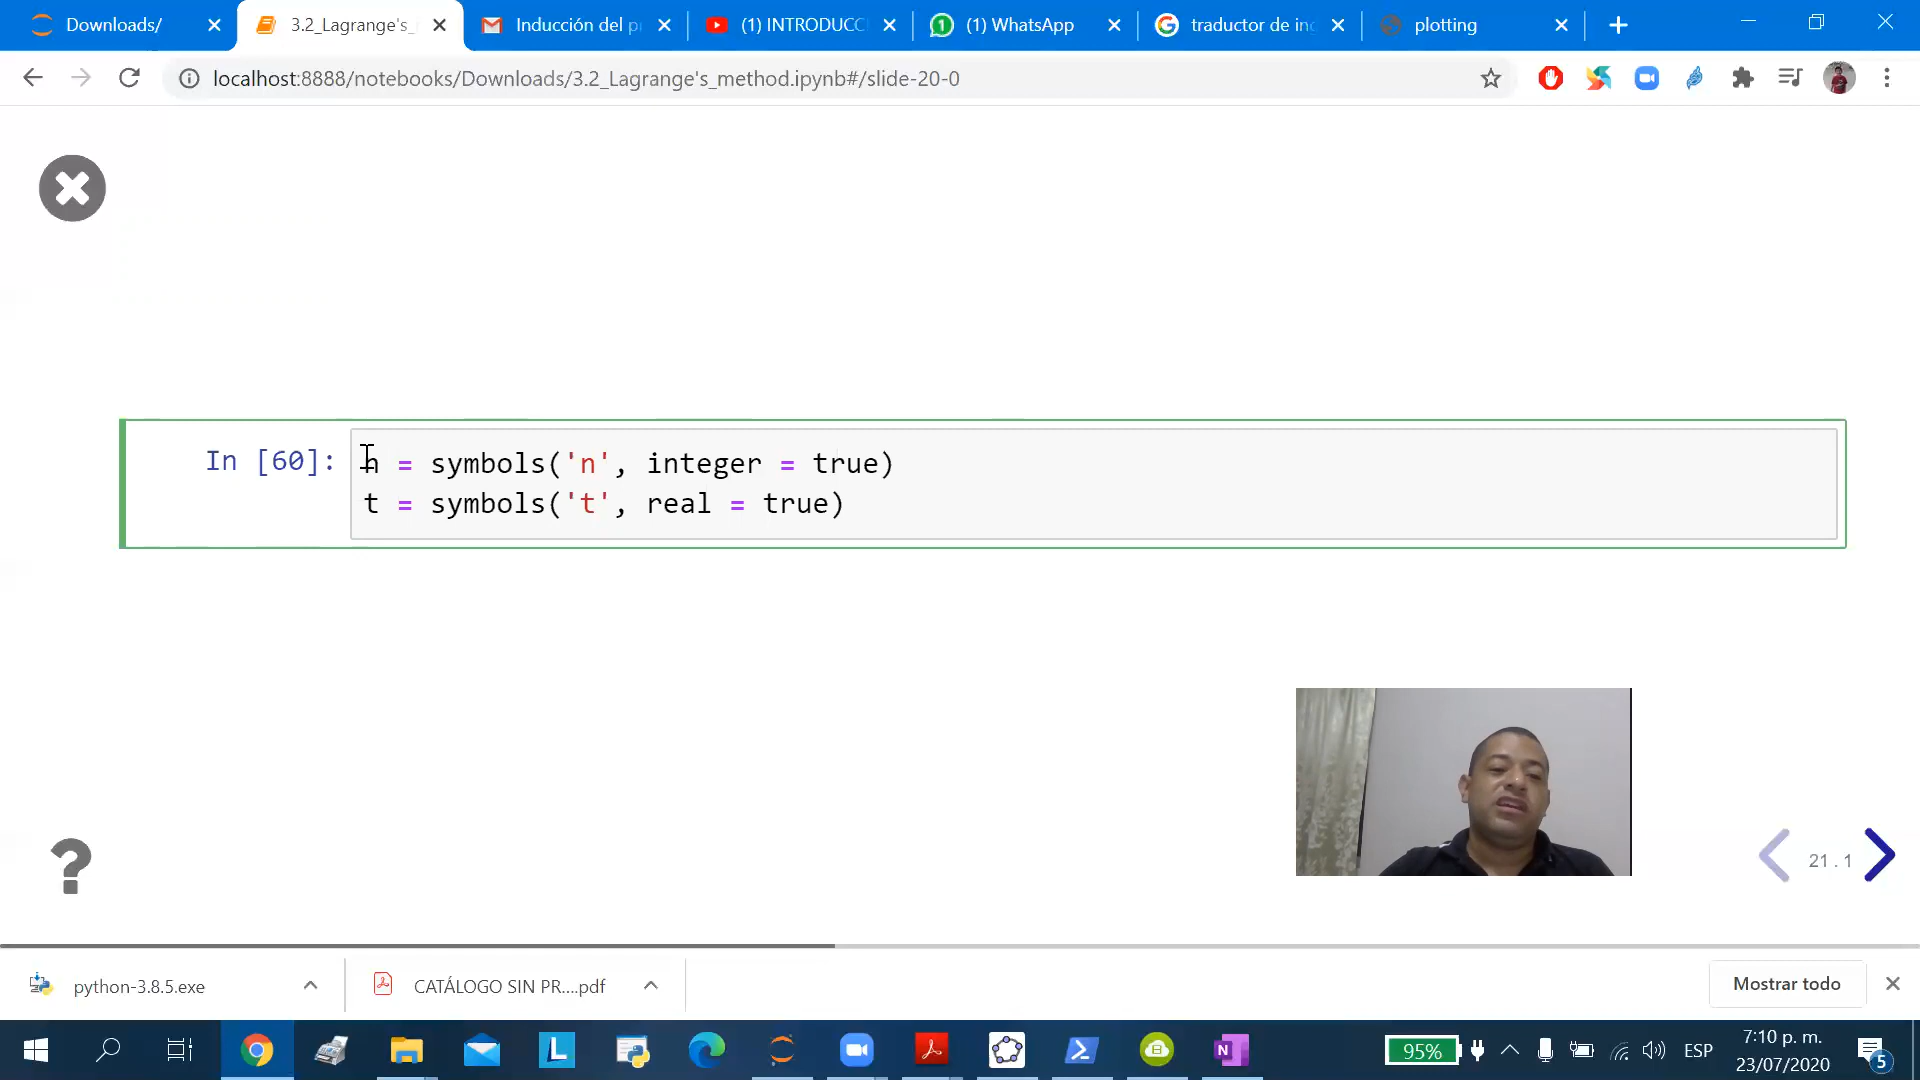 Downloads/
3.2_Lagrange's_
Inducción del p
(1) INTRODUCC
(1) WhatsApp
traductor de in
plotting
localhost:8888/notebooks/Downloads/3.2_Lagrange's_method.ipynb#/slide-20-0
In [60]:
n = symbols('n', integer = true)
t = symbols('t', real = true)
?
21 . 1
python-3.8.5.exe
CATÁLOGO SIN PR....pdf
Mostrar todo
95%
ESP
7:10 p. m.
23/07/2020
5